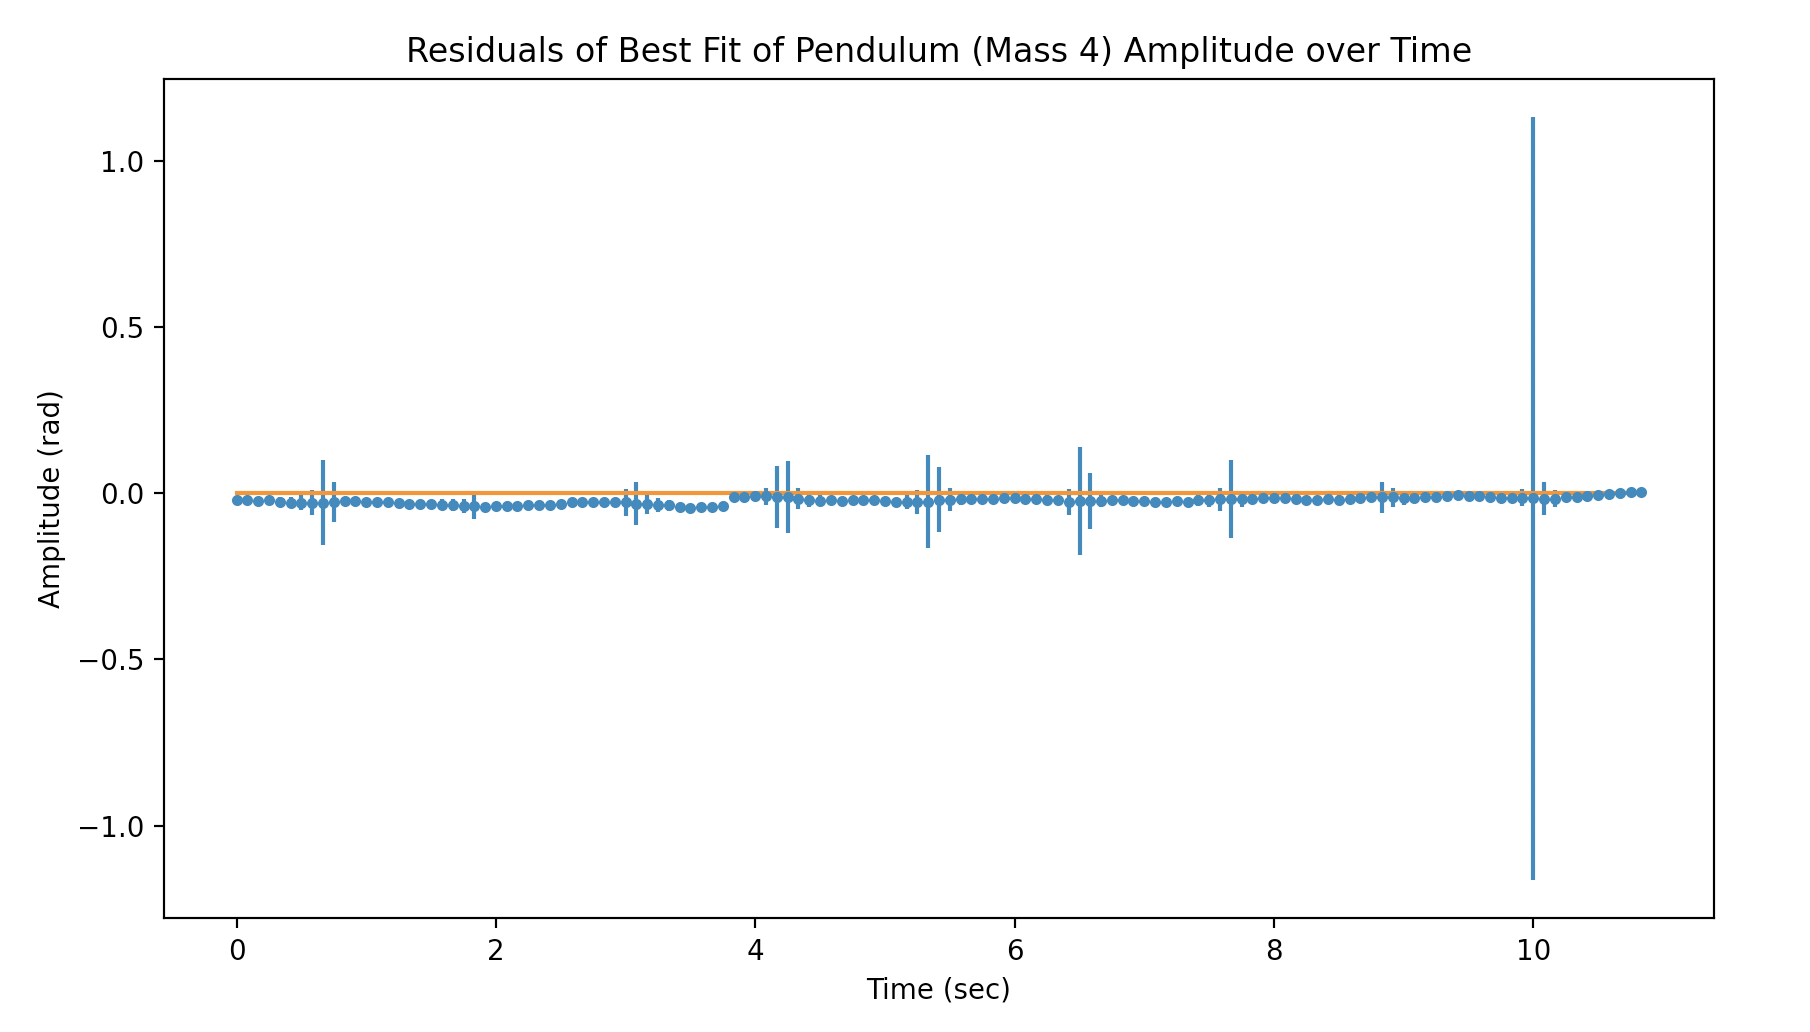 Residuals of Best Fit of Pendulum (Mass 4) Amplitude over Time
1.0
0.5
0.0
−0.5
−1.0
Amplitude (rad)
0 2 4 6 8 10
Time (sec)